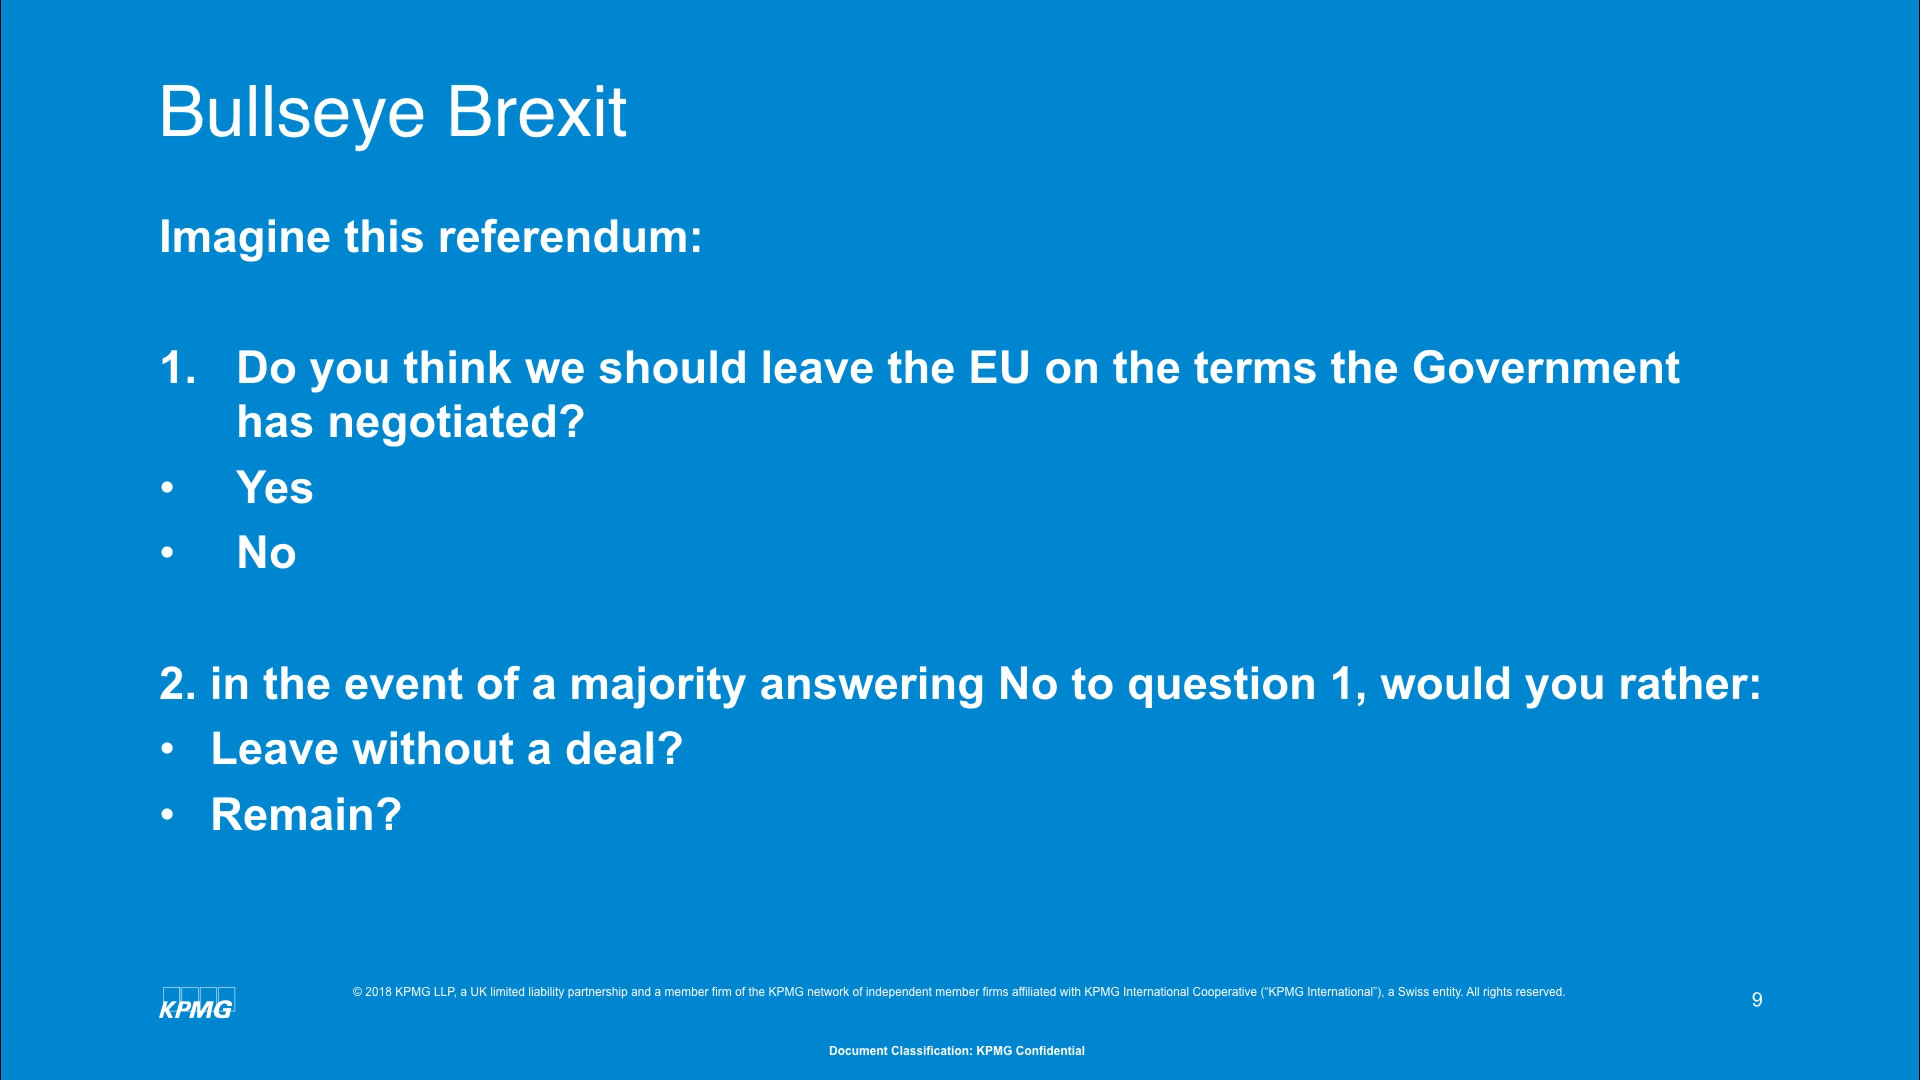 Bullseye Brexit
Imagine this referendum:
1. Do you think we should leave the EU on the terms the Government
has negotiated?
• Yes
• No
2. in the event of a majority answering No to question 1, would you rather:
• Leave without a deal?
• Remain?
KPMG
© 2018 KPMG LLP, a UK limited liability partnership and a member firm of the KPMG network of independent member firms affiliated with KPMG International Cooperative (“KPMG International”), a Swiss entity. All rights reserved.
9
Document Classification: KPMG Confidential